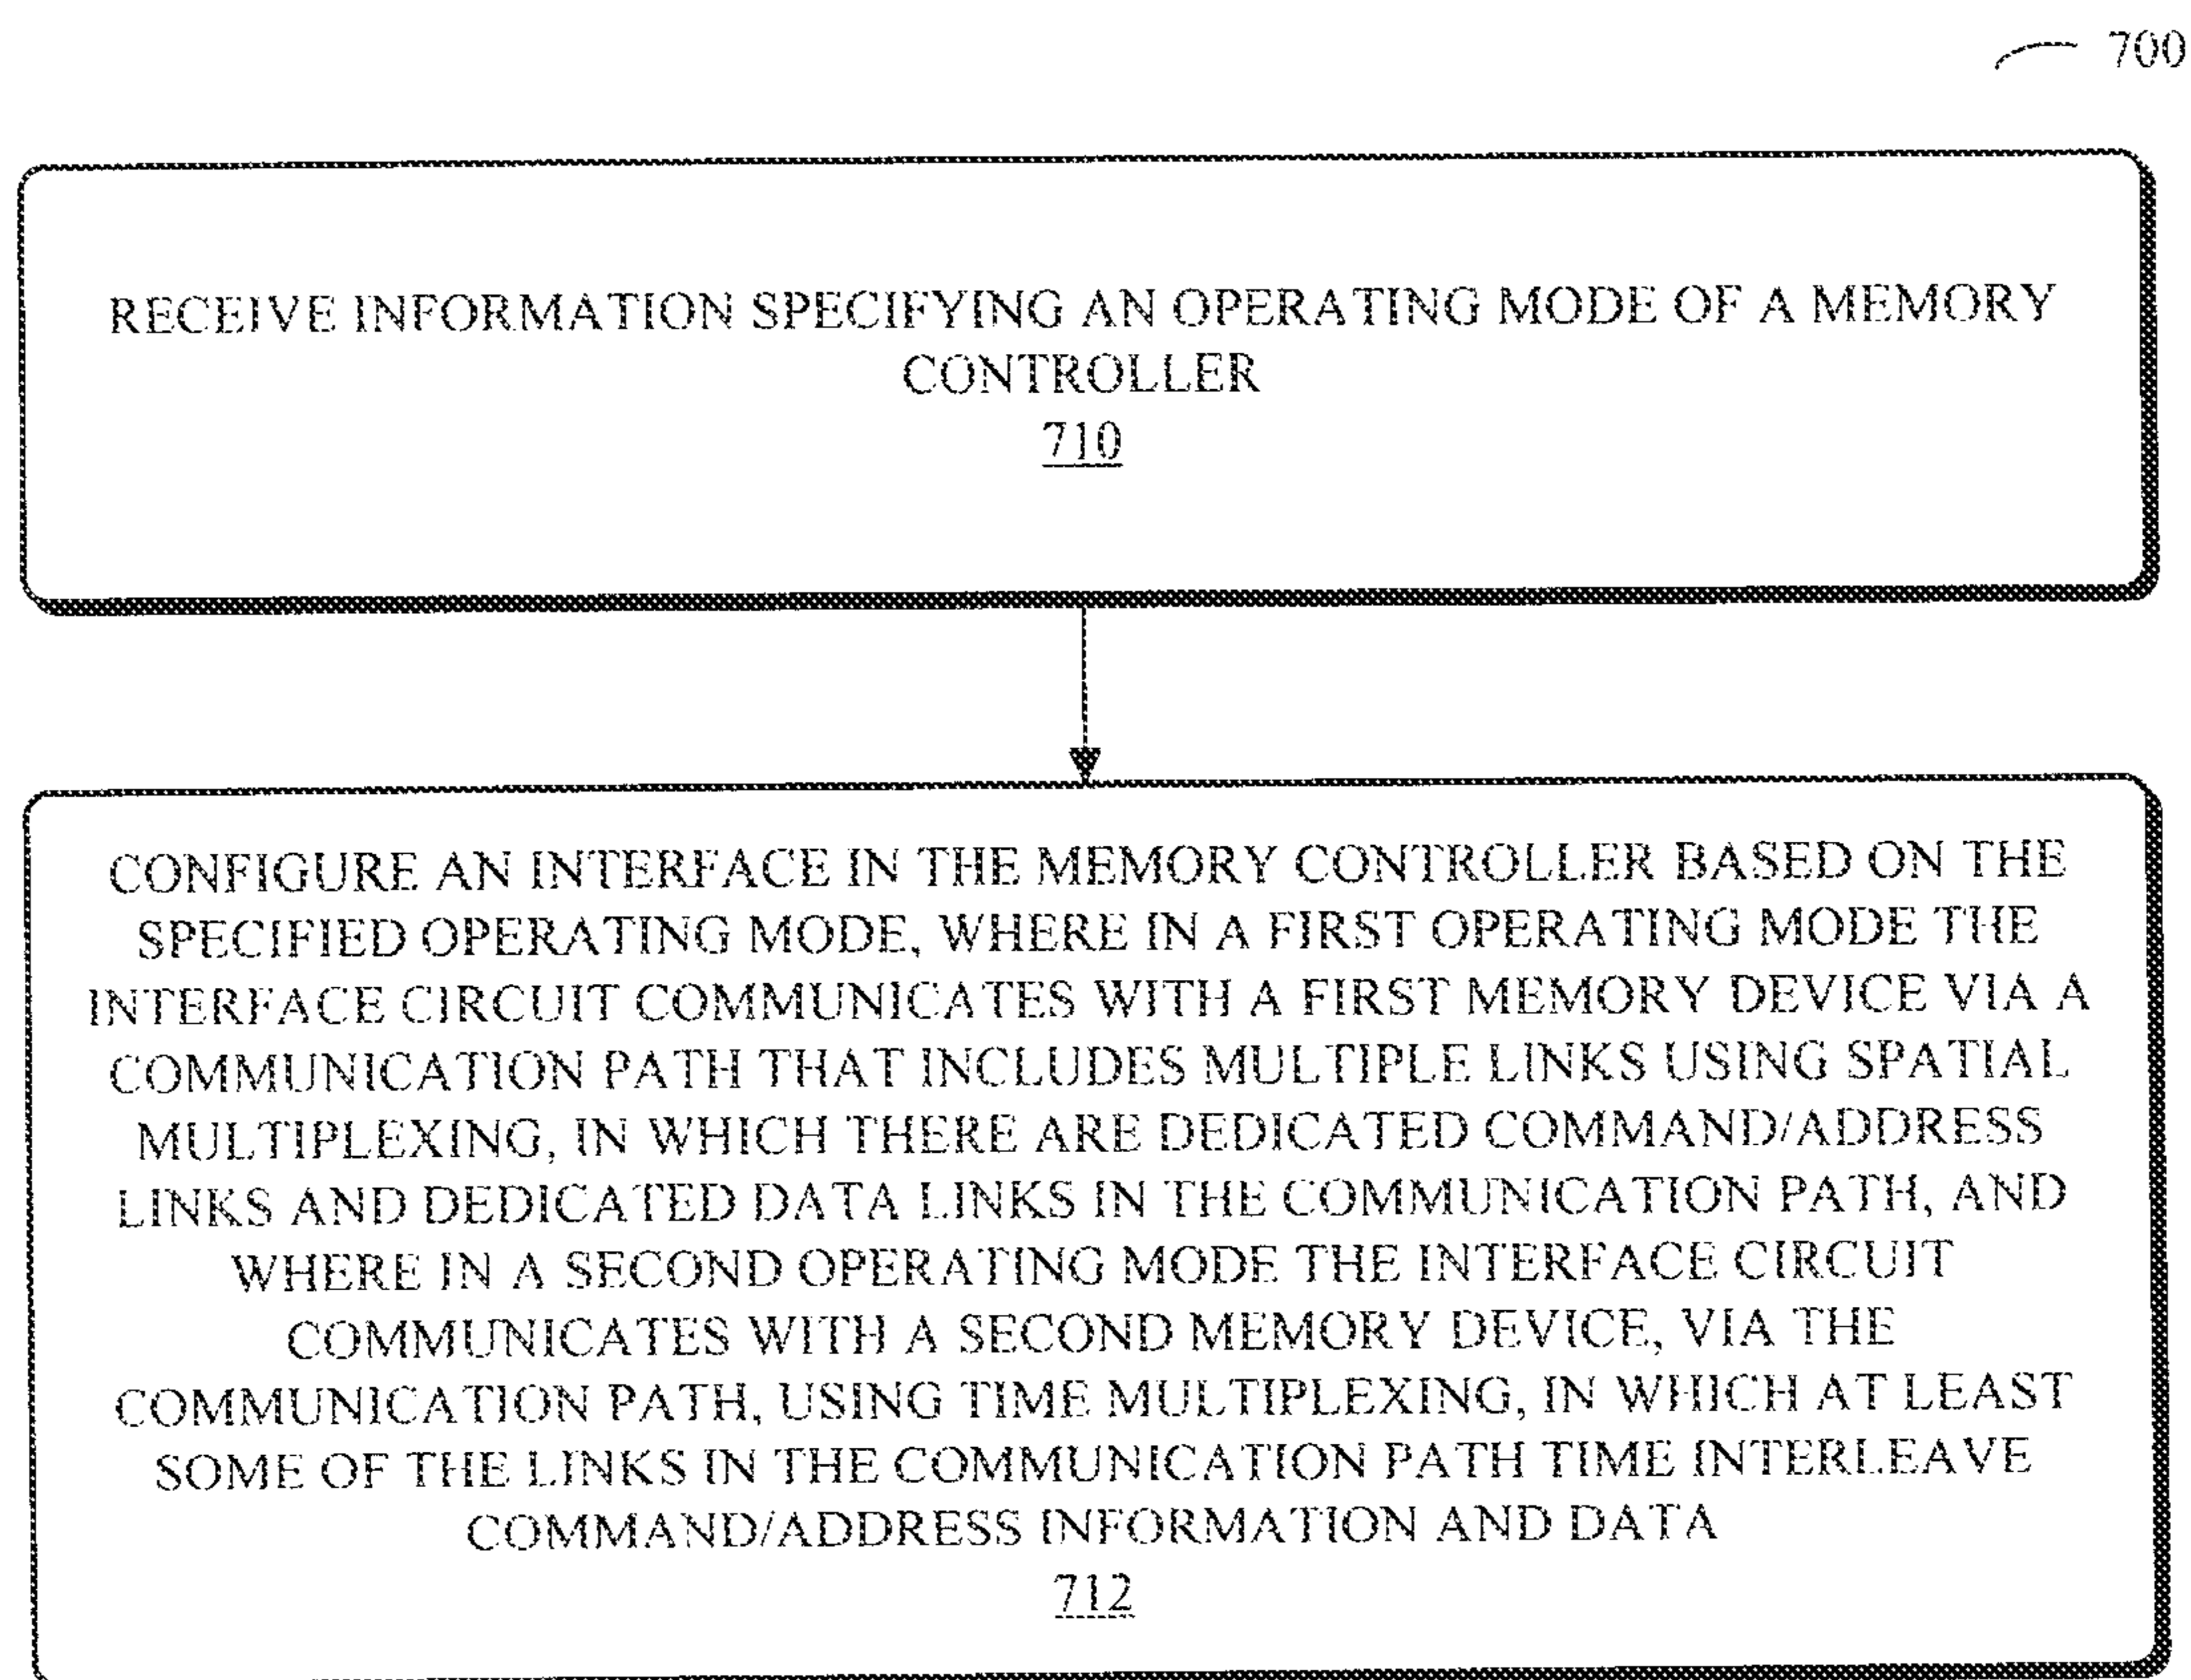 700
RECEIVE INFORMATION SPECIFYING AN OPERATING MODE OF A MEMORY
CONTROLLER
710
CONFIGURE AN INTERFACE IN THE MEMORY CONTROLLER BASED ON THE
SPECIFIED OPERATING MODE, WHERE IN A FIRST OPERATING MODE THE
INTERFACE CIRCUIT COMMUNICATES WITH A FIRST MEMORY DEVICE VIA A
COMMUNICATION PATH THAT INCLUDES MULTIPLE LINKS USING SPATIAL
MULTIPLEXING, IN WHICH THERE ARE DEDICATED COMMAND/ADDRESS
LINKS AND DEDICATED DATA LINKS IN THE COMMUNICATION PATH, AND
WHERE IN A SECOND OPERATING MODE THE INTERFACE CIRCUIT
COMMUNICATES WITH A SECOND MEMORY DEVICE, VIA THE
COMMUNICATION PATH, USING TIME MULTIPLEXING, IN WHICH AT LEAST
SOME OF THE LINKS IN THE COMMUNICATION PATH TIME INTERLEAVE
COMMAND/ADDRESS INFORMATION AND DATA
712